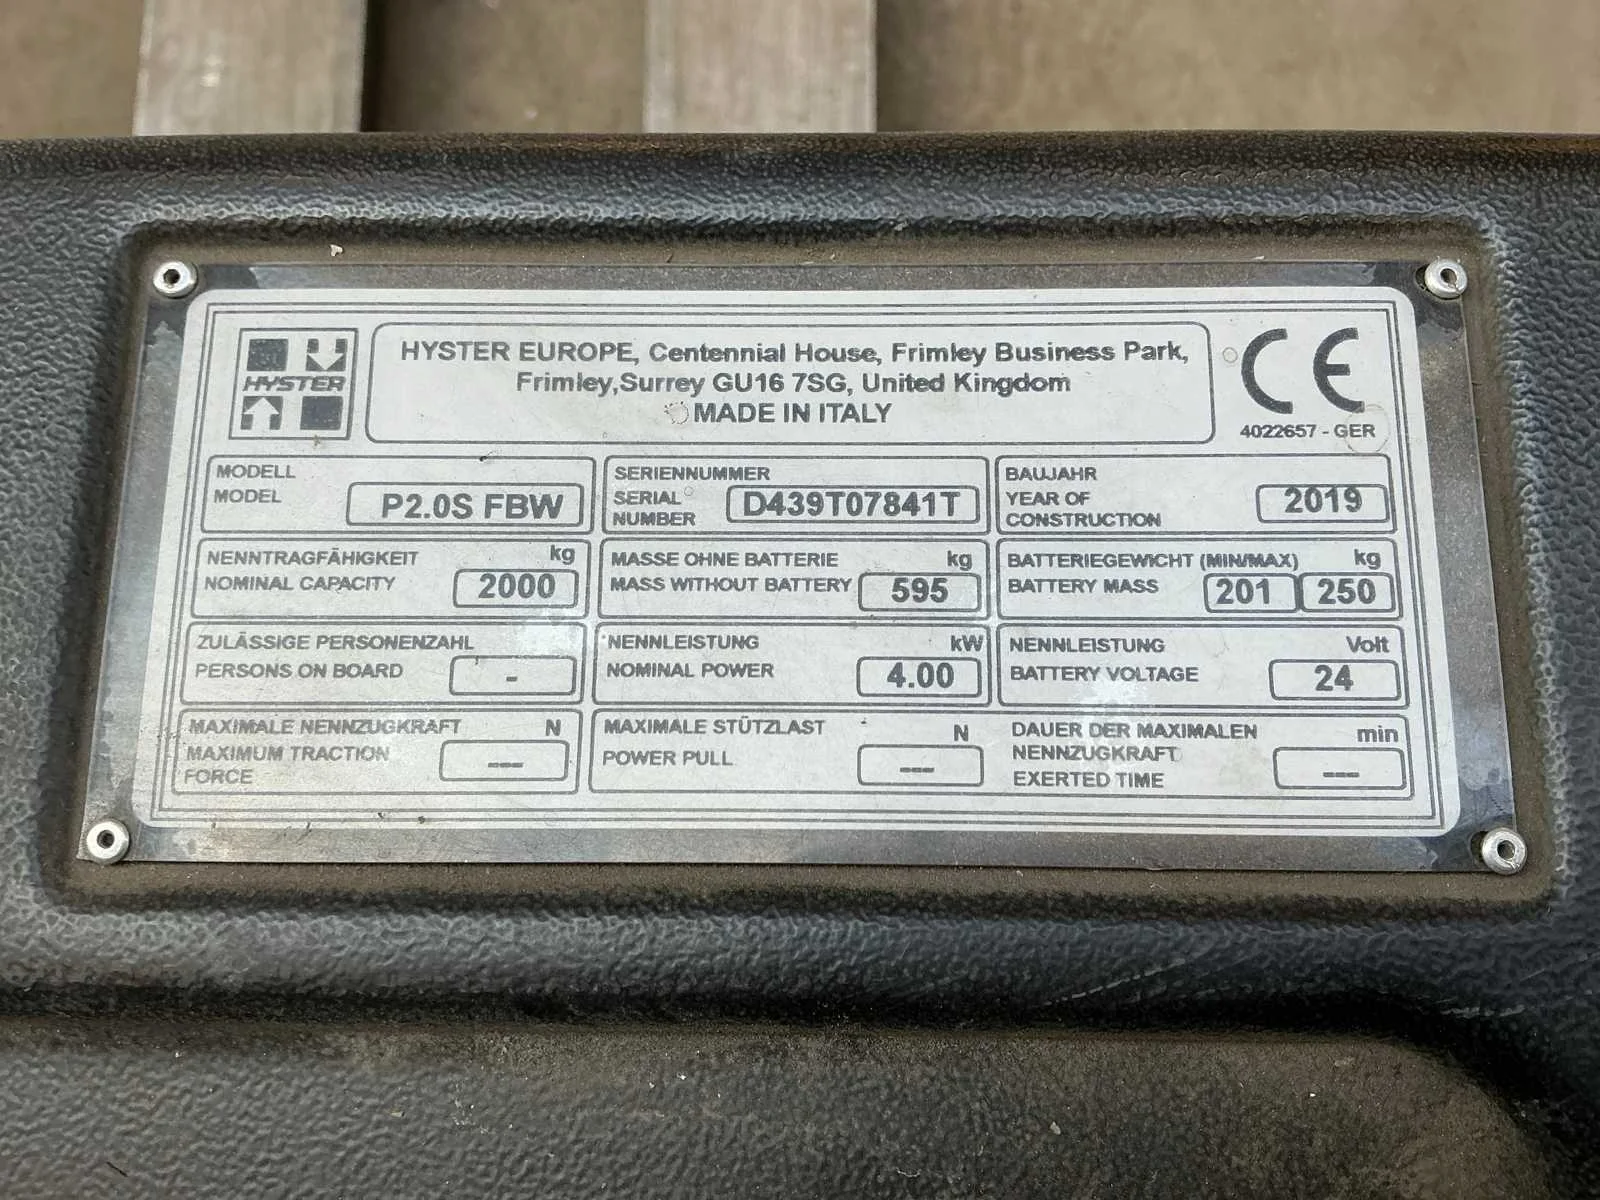 HYSTER
HYSTER EUROPE, Centennial House, Frimley Business Park,
Frimley,Surrey GU16 7SG, United Kingdom
MADE IN ITALY
CE
4022657 - GER
MODELL
MODEL
P2.0S FBW
SERIENNUMMER
SERIAL
NUMBER
D439T07841T
BAUJAHR
YEAR OF
CONSTRUCTION
2019
NENNTRAGFÄHIGKEIT kg
NOMINAL CAPACITY 2000
MASSE OHNE BATTERIE kg
MASS WITHOUT BATTERY 595
BATTERIEGEWICHT (MIN/MAX) kg
BATTERY MASS 201 250
ZULÄSSIGE PERSONENZAHL
PERSONS ON BOARD -
NENNLEISTUNG kW
NOMINAL POWER 4.00
NENNLEISTUNG Volt
BATTERY VOLTAGE 24
MAXIMALE NENNZUGKRAFT N
MAXIMUM TRACTION
FORCE
---
MAXIMALE STÜTZLAST N
POWER PULL ---
DAUER DER MAXIMALEN min
NENNZUGKRAFT
EXERTED TIME ---